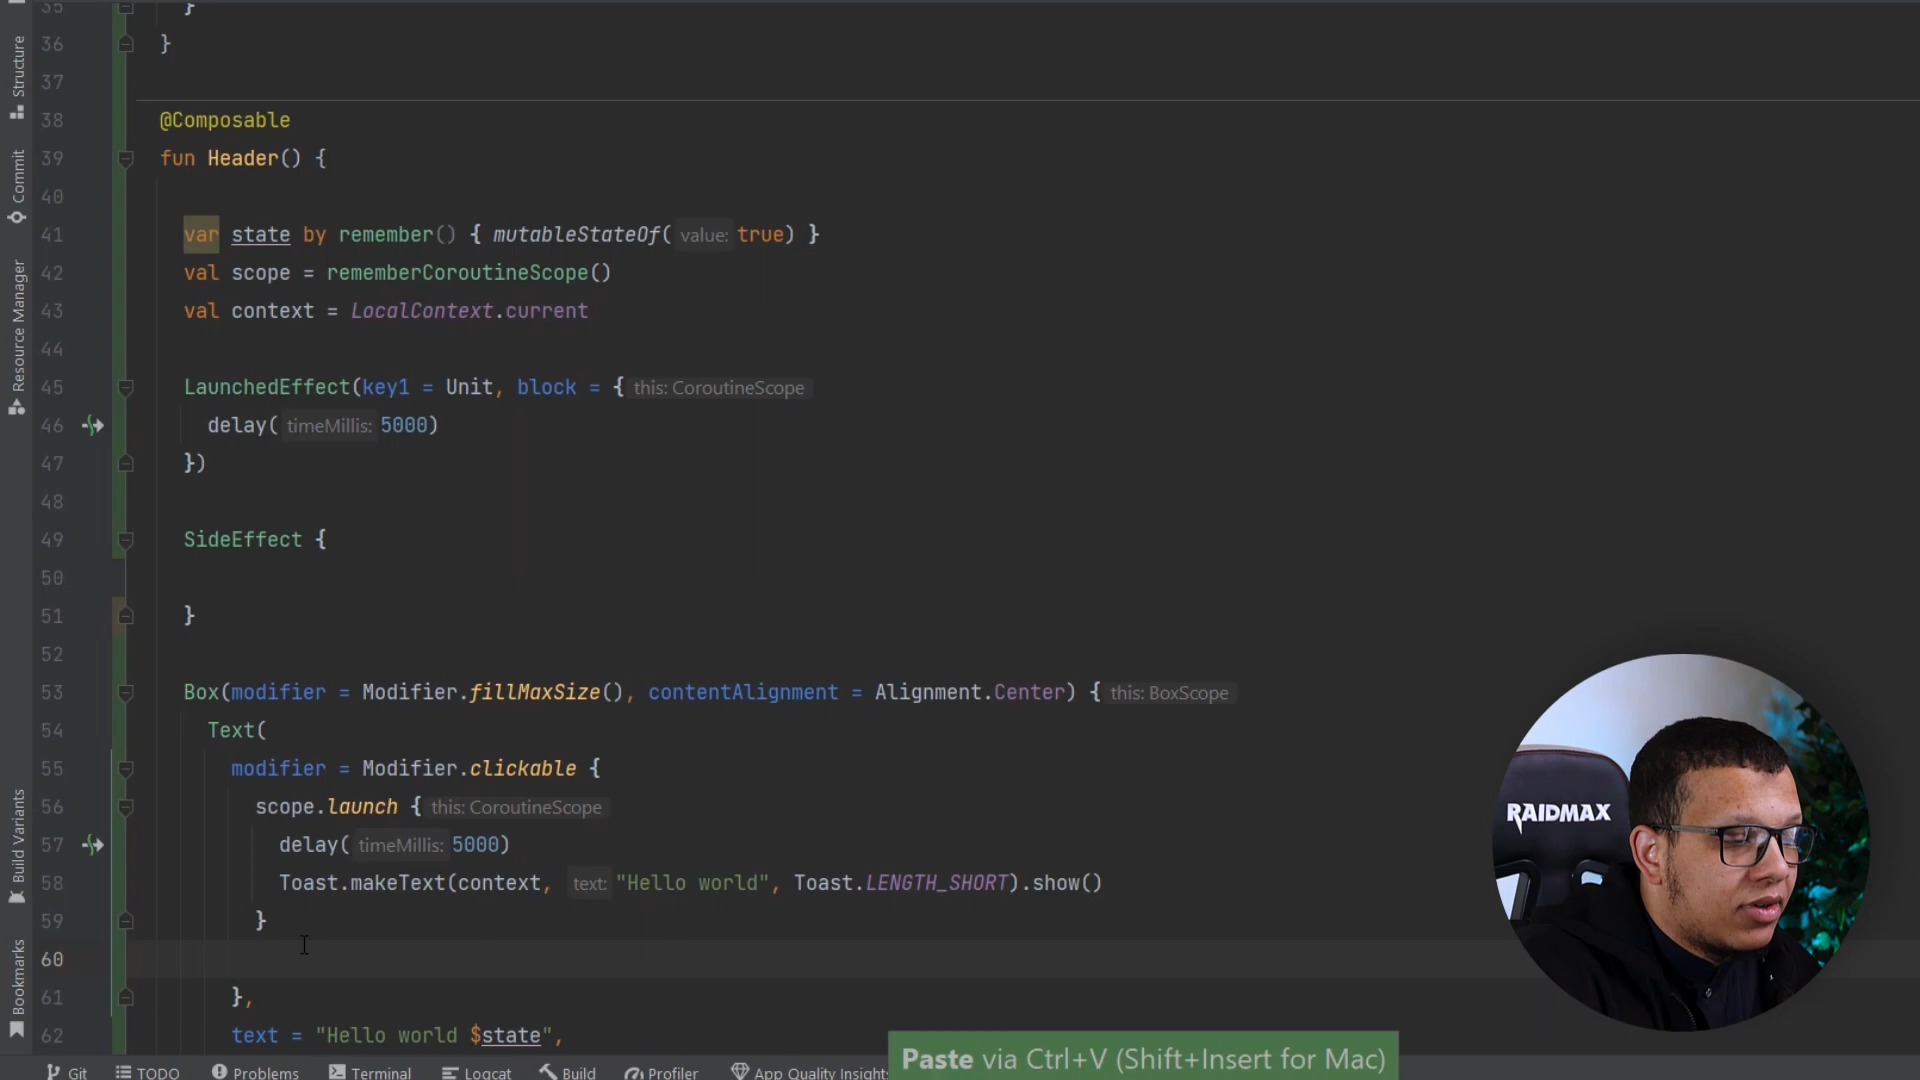 35 }
36 }
37
38 @Composable
39 fun Header() {
40
41 var state by remember() { mutableStateOf( value: true) }
42 val scope = rememberCoroutineScope()
43 val context = LocalContext.current
44
45 LaunchedEffect(key1 = Unit, block = { this: CoroutineScope
46 delay( timeMillis: 5000)
47 })
48
49 SideEffect {
50
51 }
52
53 Box(modifier = Modifier.fillMaxSize(), contentAlignment = Alignment.Center) { this: BoxScope
54 Text(
55 modifier = Modifier.clickable {
56 scope.launch { this: CoroutineScope
57 delay( timeMillis: 5000)
58 Toast.makeText(context, text: "Hello world", Toast.LENGTH_SHORT).show()
59 }
60
61 },
62 text = "Hello world $state",
Structure
Commit
Resource Manager
Build Variants
Bookmarks
RAIDMAX
Paste via Ctrl+V (Shift+Insert for Mac)
Git TODO Problems Terminal Logcat Build Profiler App Quality Insights